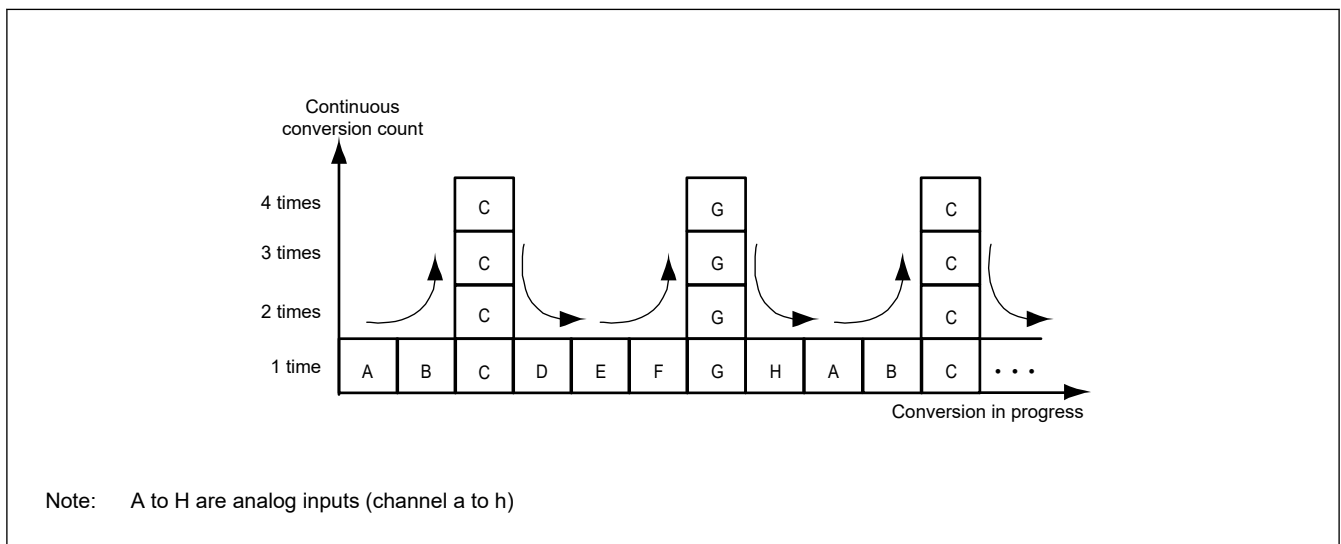 Continuous
conversion count
4 times C G C
3 times C G C
2 times C G C
1 time A B C D E F G H A B C • • •
Conversion in progress
Note: A to H are analog inputs (channel a to h)